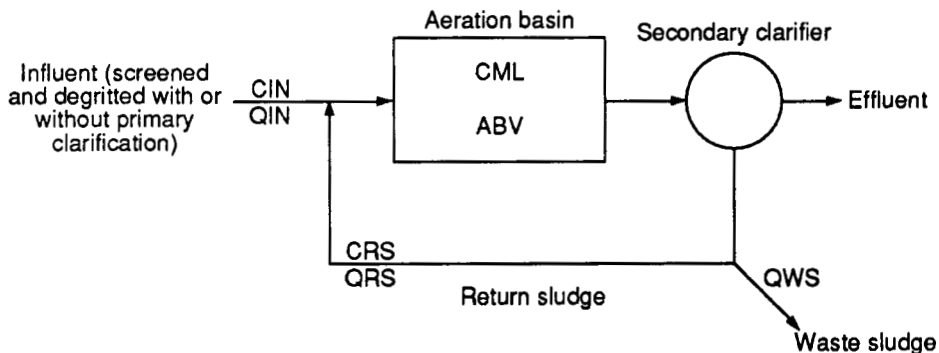 Aeration basin
Secondary clarifier
Influent (screened
and degritted with or
without primary
clarification)
CIN
QIN
CML
ABV
Effluent
CRS
QRS
Return sludge
QWS
Waste sludge